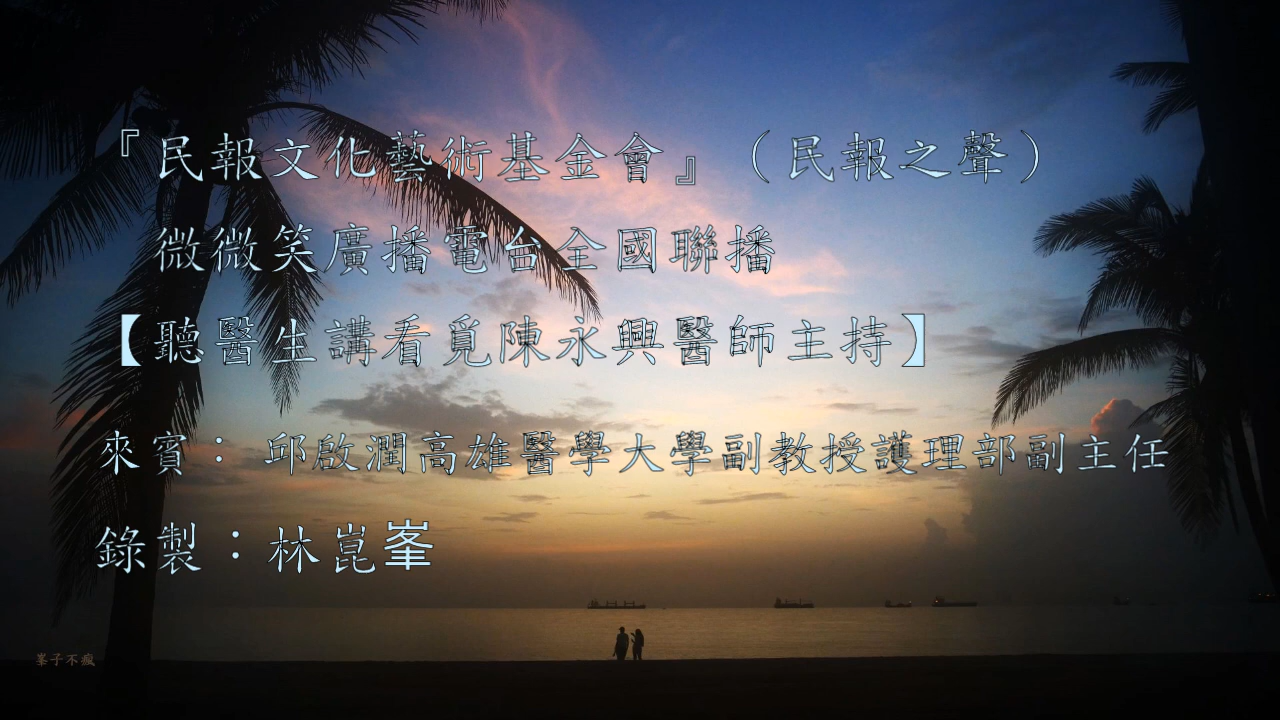 『民報文化藝術基金會』（民報之聲）
微微笑廣播電台全國聯播
【聽醫生講看覓陳永興醫師主持】
來賓： 邱啟潤高雄醫學大學副教授護理部副主任
錄製：林崑峯
峯子不瘋